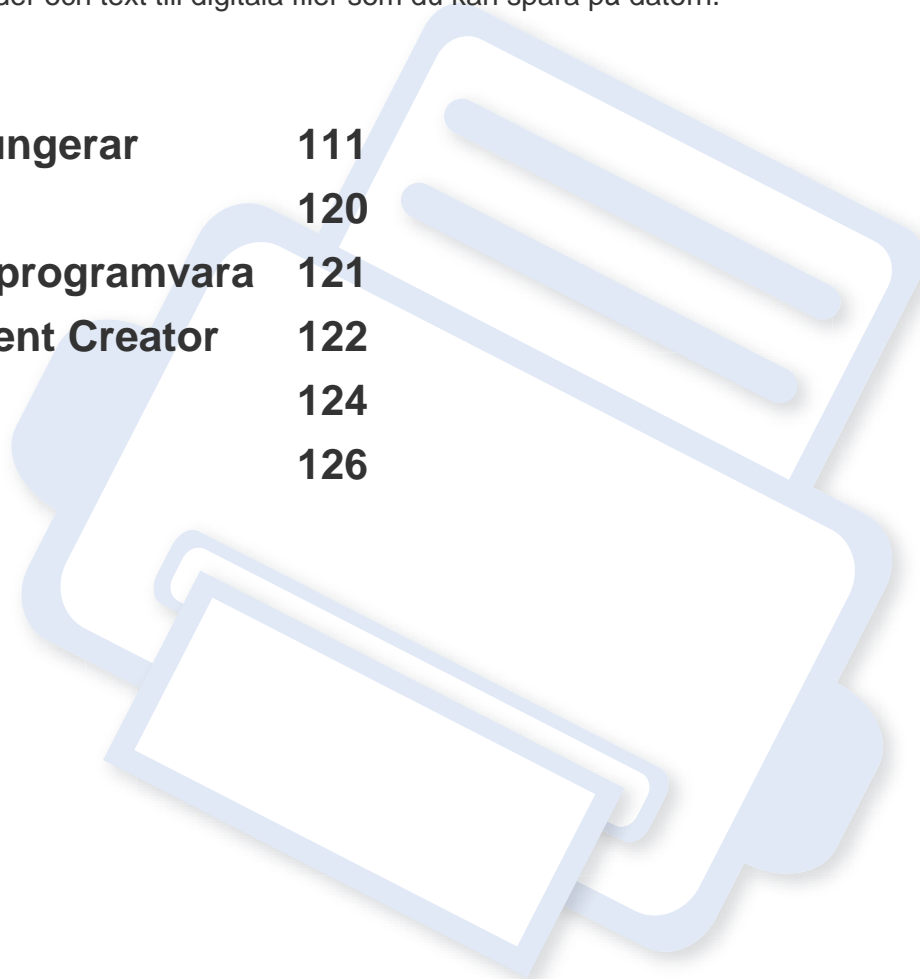 der och text till digitala filer som du kan spara på datorn.
ungerar 111
120
programvara 121
ent Creator 122
124
126